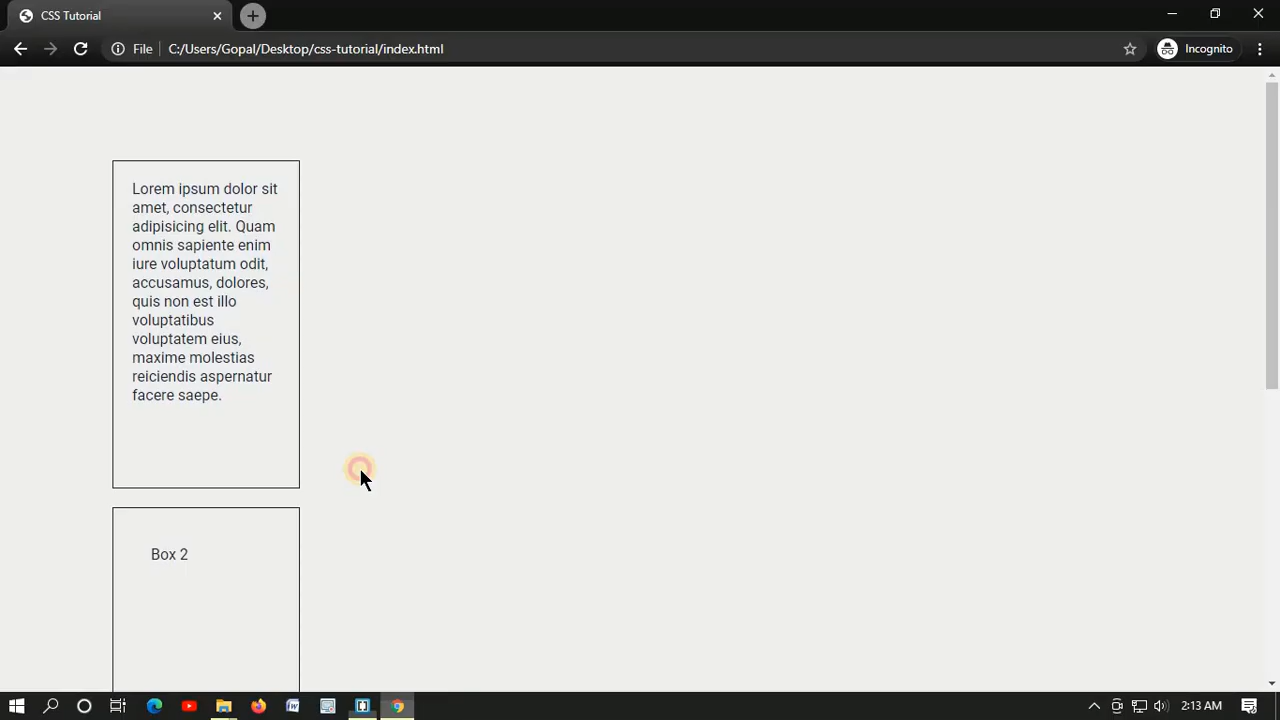 CSS Tutorial
File
C:/Users/Gopal/Desktop/css-tutorial/index.html
Incognito
Lorem ipsum dolor sit
amet, consectetur
adipisicing elit. Quam
omnis sapiente enim
iure voluptatum odit,
accusamus, dolores,
quis non est illo
voluptatibus
voluptatem eius,
maxime molestias
reiciendis aspernatur
facere saepe.
Box 2
2:13 AM